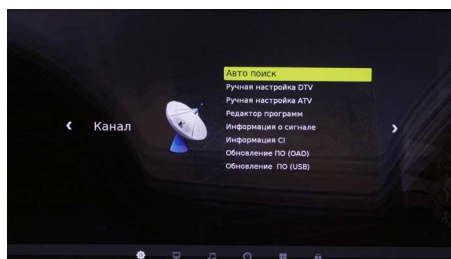 Авто поиск
Ручная настройка DTV
Ручная настройка ATV
Редактор программ
Канал
Информация о сигнале
Информация CI
Обновление ПО (OAD)
Обновление ПО (USB)